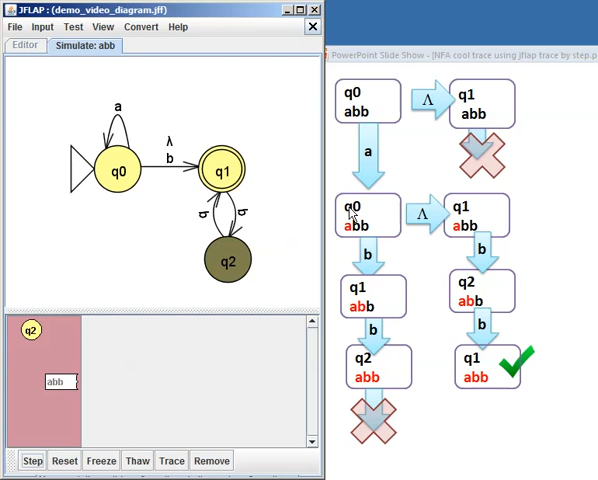 JFLAP : (demo_video_diagram.jff)
File Input Test View Convert Help
Editor Simulate: abb
PowerPoint Slide Show - [NFA cool trace using jflap trace by step.p
q0
abb
Λ
q1
abb
a
a
λ
b
q0
q1
b
b
q2
q0
abb
Λ
q1
abb
b
b
q1
abb
q2
abb
b
b
q2
abb
q1
abb
q2
abb
Step Reset Freeze Thaw Trace Remove